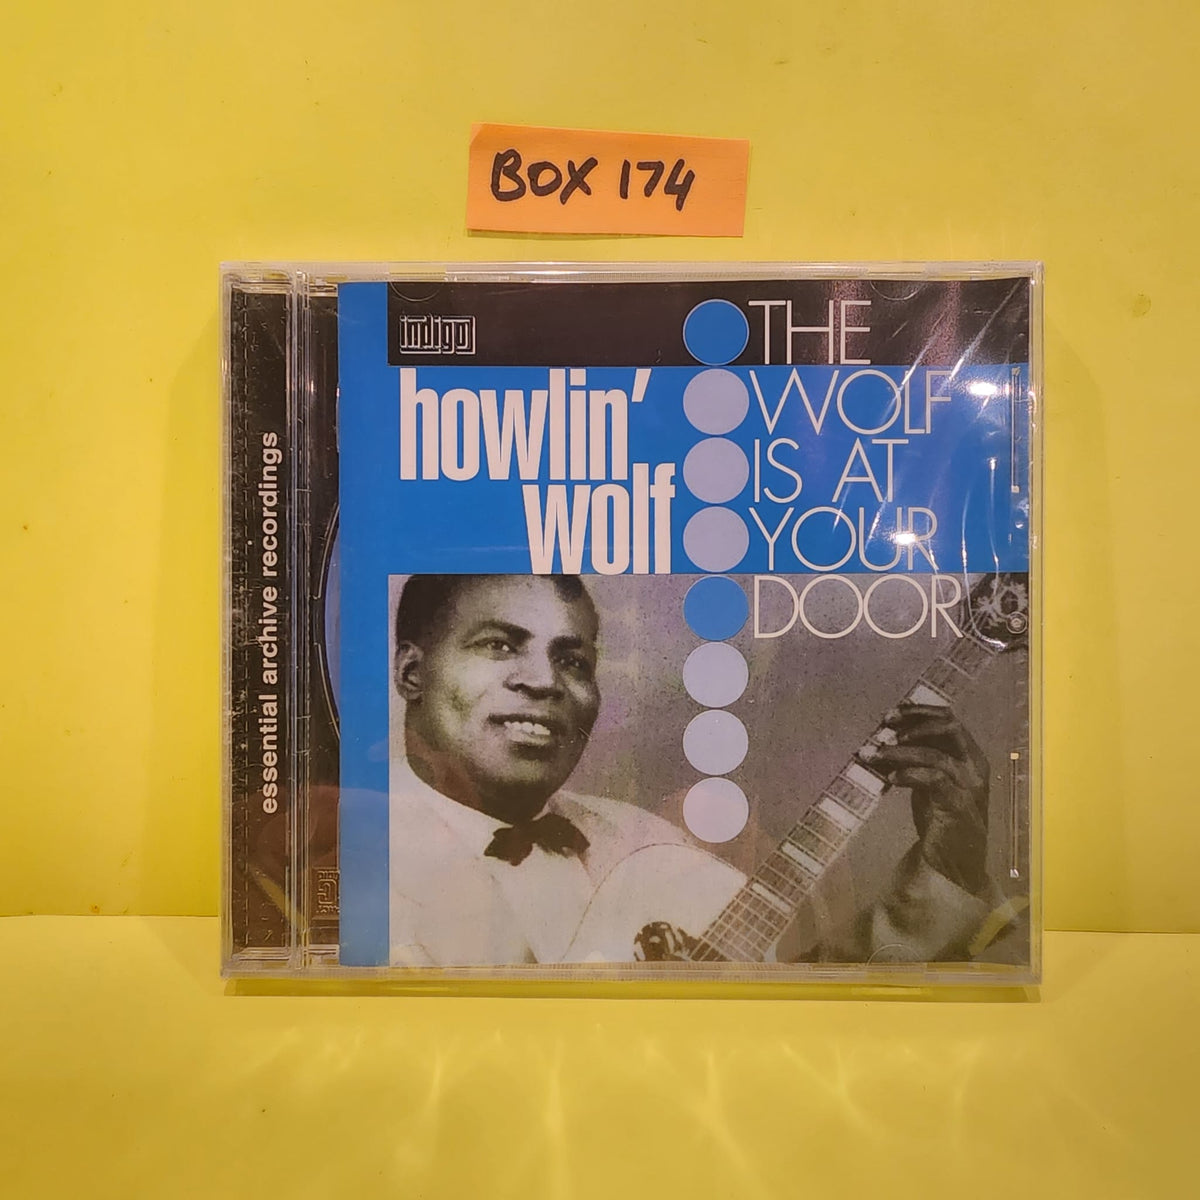 BOX 174
indigo
howlin'
wolf
THE
WOLF
IS AT
YOUR
DOOR
essential archive recordings